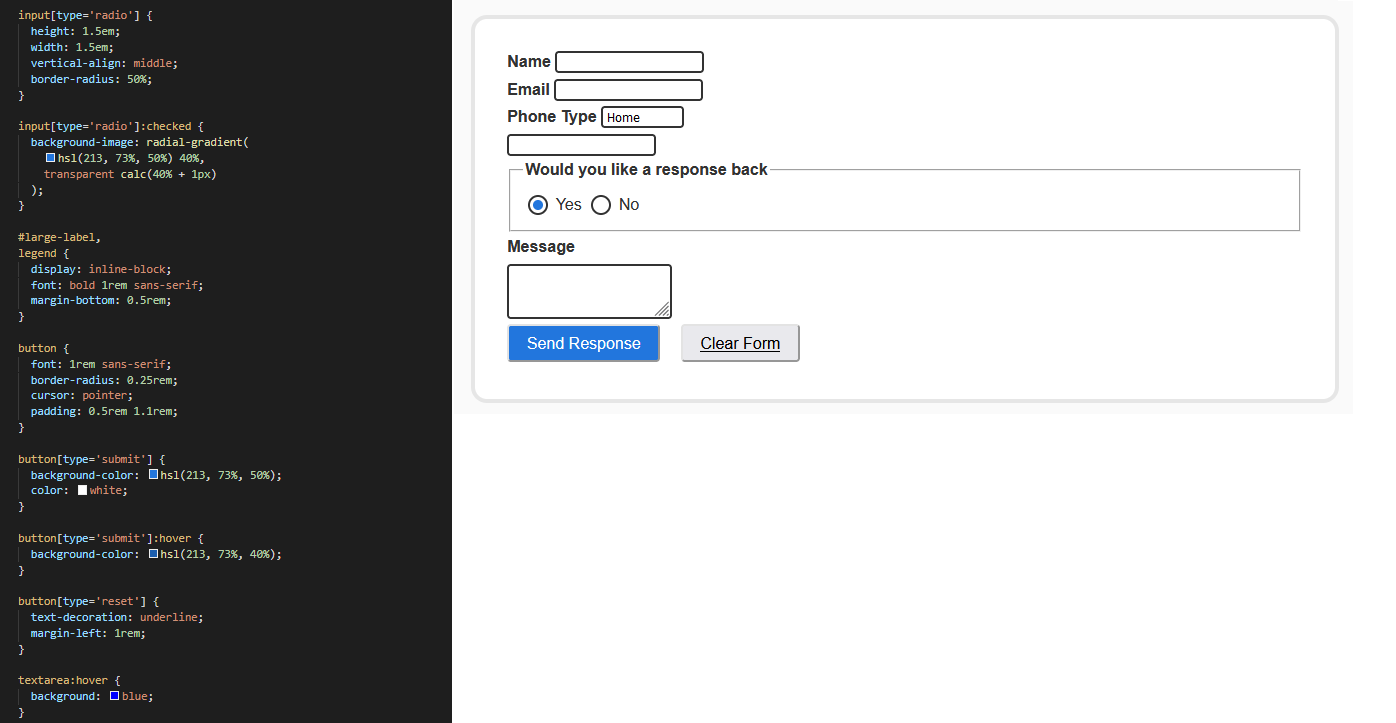 input[type='radio'] {
height: 1.5em;
width: 1.5em;
vertical-align: middle;
border-radius: 50%;
}
input[type='radio']:checked {
background-image: radial-gradient(
hsl(213, 73%, 50%) 40%,
transparent calc(40% + 1px)
);
}
#large-label,
legend {
display: inline-block;
font: bold 1rem sans-serif;
margin-bottom: 0.5rem;
}
button {
font: 1rem sans-serif;
border-radius: 0.25rem;
cursor: pointer;
padding: 0.5rem 1.1rem;
}
button[type='submit'] {
background-color: hsl(213, 73%, 50%);
color: white;
}
button[type='submit']:hover {
background-color: hsl(213, 73%, 40%);
}
button[type='reset'] {
text-decoration: underline;
margin-left: 1rem;
}
textarea:hover {
background: blue;
}
Name
Email
Phone Type Home
Would you like a response back
Yes No
Message
Send Response Clear Form